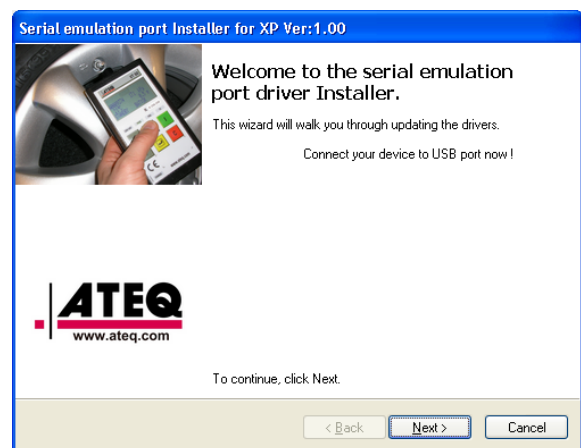 Serial emulation port Installer for XP Ver:1.00
Welcome to the serial emulation
port driver Installer.
This wizard will walk you through updating the drivers.
Connect your device to USB port now !
ATEQ
www.ateq.com
To continue, click Next.
< Back
Next >
Cancel